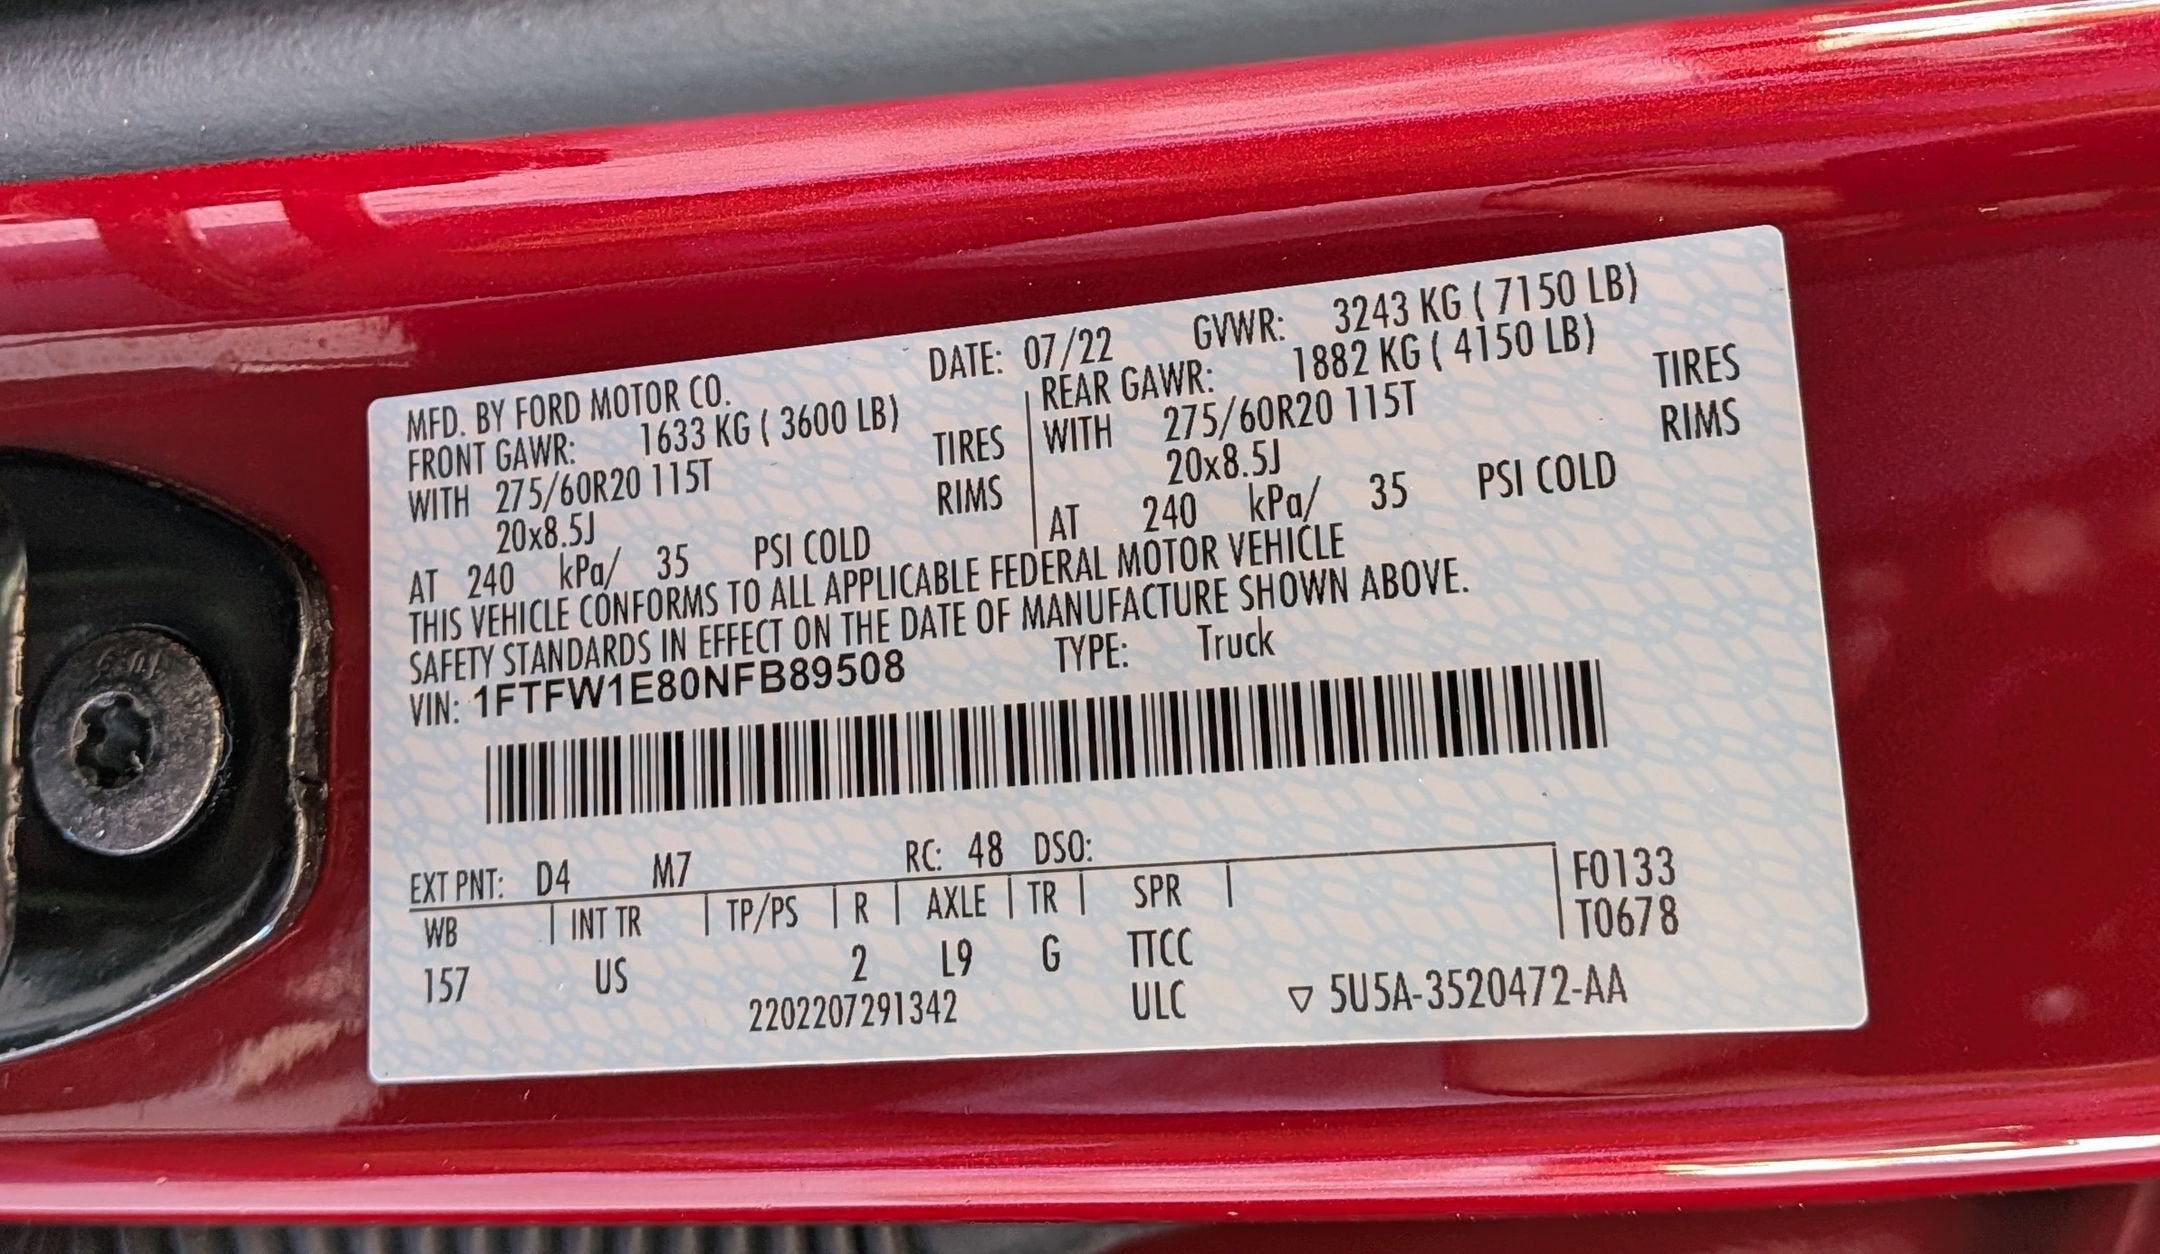 MFD. BY FORD MOTOR CO. DATE: 07/22 GVWR: 3243 KG ( 7150 LB)
FRONT GAWR: 1633 KG ( 3600 LB)
WITH 275/60R20 115T TIRES
20x8.5J RIMS
AT 240 kPa/ 35 PSI COLD
REAR GAWR: 1882 KG ( 4150 LB)
WITH 275/60R20 115T TIRES
20x8.5J RIMS
AT 240 kPa/ 35 PSI COLD
THIS VEHICLE CONFORMS TO ALL APPLICABLE FEDERAL MOTOR VEHICLE
SAFETY STANDARDS IN EFFECT ON THE DATE OF MANUFACTURE SHOWN ABOVE.
VIN: 1FTFW1E80NFB89508 TYPE: Truck
EXT PNT: D4 M7 RC: 48 DSO:
WB | INT TR | TP/PS | R | AXLE | TR | SPR |
157 US 2 L9 G TTCC
2202207291342 ULC
F0133
T0678
▽ 5U5A-3520472-AA